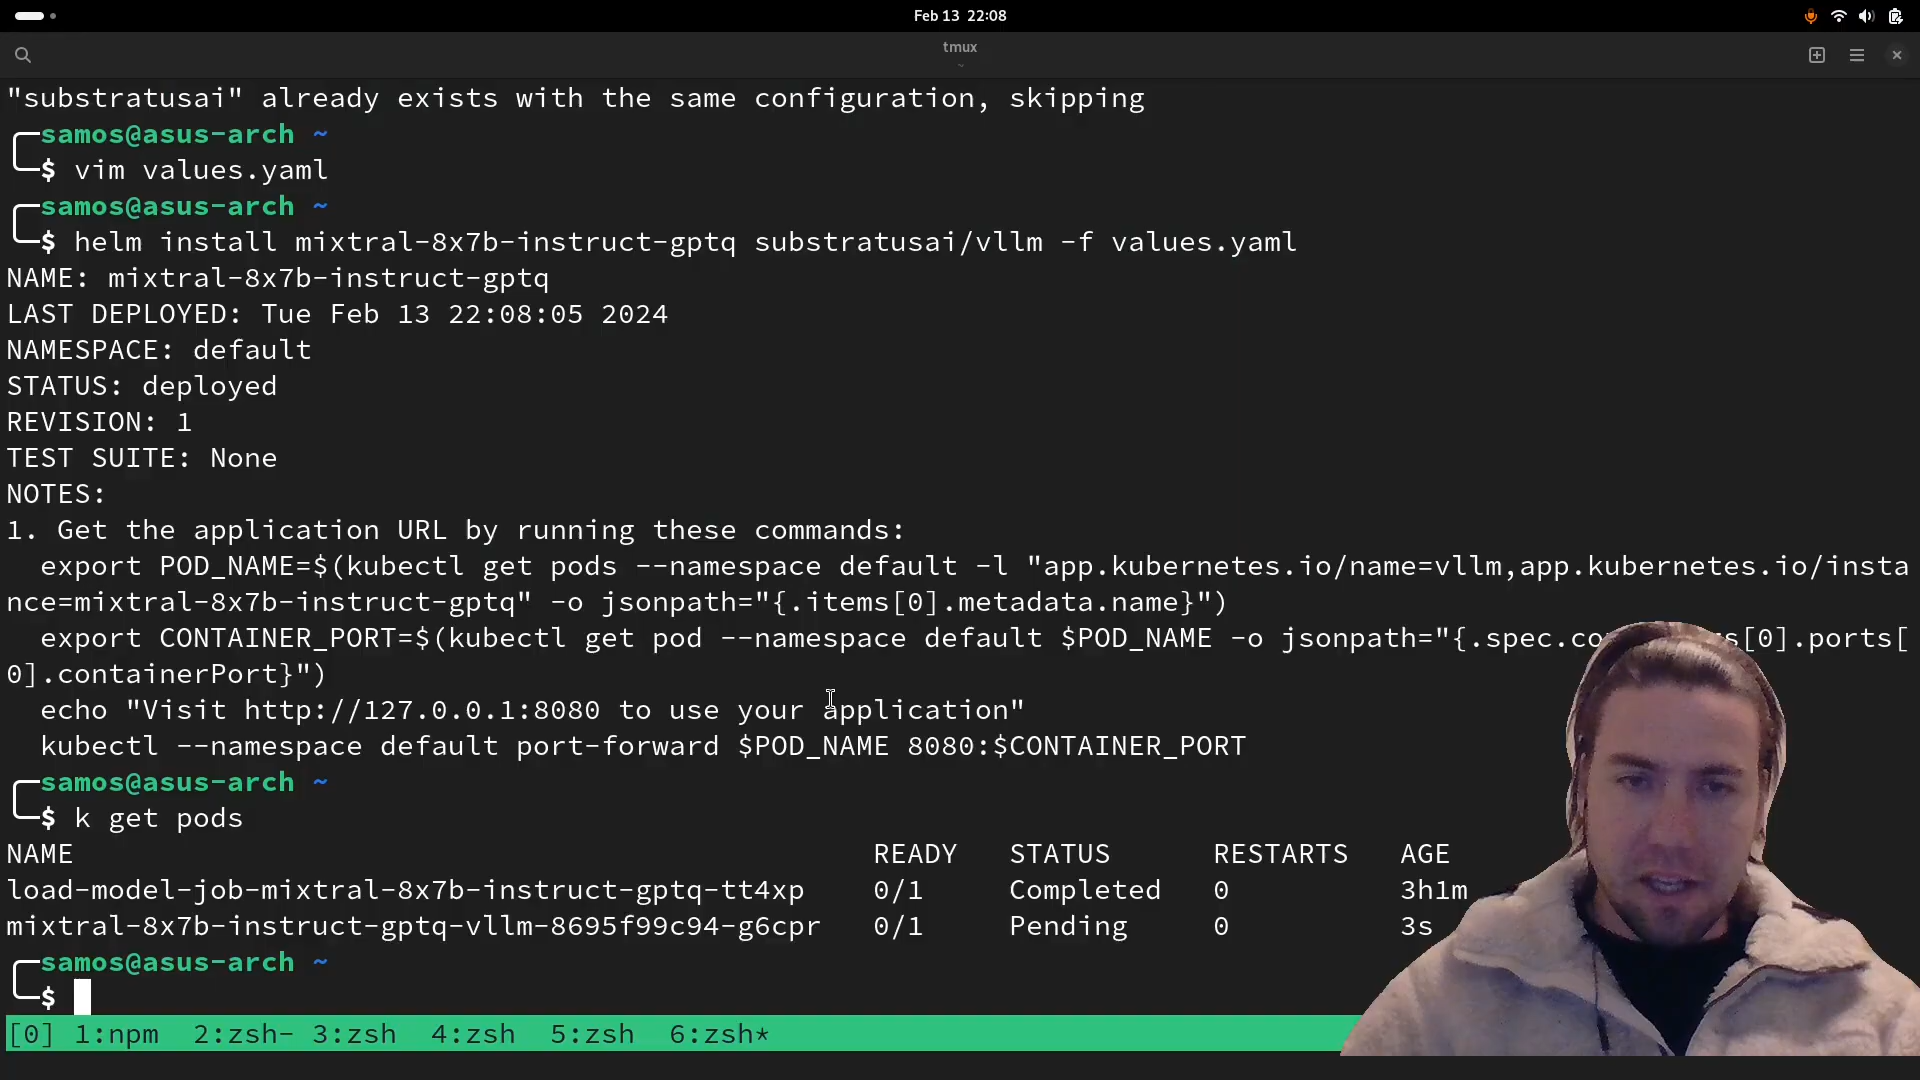 Feb 13 22:08
tmux
~
"substratusai" already exists with the same configuration, skipping
samos@asus-arch ~
$ vim values.yaml
samos@asus-arch ~
$ helm install mixtral-8x7b-instruct-gptq substratusai/vllm -f values.yaml
NAME: mixtral-8x7b-instruct-gptq
LAST DEPLOYED: Tue Feb 13 22:08:05 2024
NAMESPACE: default
STATUS: deployed
REVISION: 1
TEST SUITE: None
NOTES:
1. Get the application URL by running these commands:
export POD_NAME=$(kubectl get pods --namespace default -l "app.kubernetes.io/name=vllm,app.kubernetes.io/insta
nce=mixtral-8x7b-instruct-gptq" -o jsonpath="{.items[0].metadata.name}")
export CONTAINER_PORT=$(kubectl get pod --namespace default $POD_NAME -o jsonpath="{.spec.co s[0].ports[
0].containerPort}")
echo "Visit http://127.0.0.1:8080 to use your application"
kubectl --namespace default port-forward $POD_NAME 8080:$CONTAINER_PORT
samos@asus-arch ~
$ k get pods
NAME READY STATUS RESTARTS AGE
load-model-job-mixtral-8x7b-instruct-gptq-tt4xp 0/1 Completed 0 3h1m
mixtral-8x7b-instruct-gptq-vllm-8695f99c94-g6cpr 0/1 Pending 0 3s
samos@asus-arch ~
$
[0] 1:npm 2:zsh- 3:zsh 4:zsh 5:zsh 6:zsh*